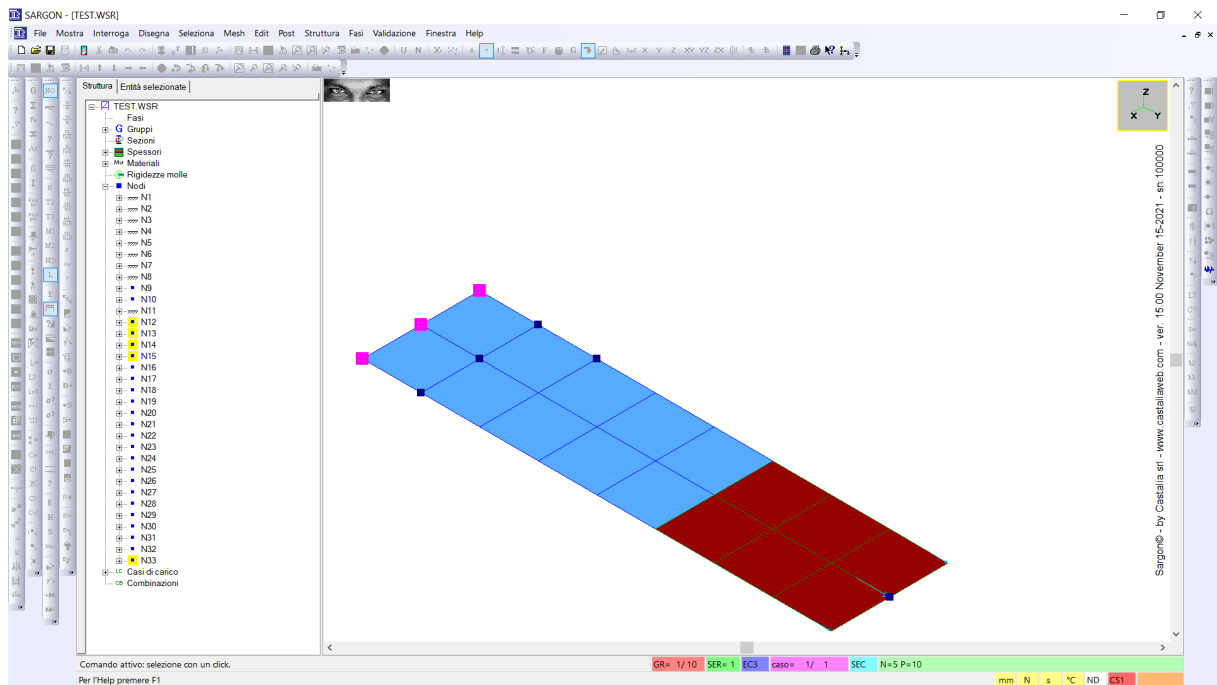 SARGON - [TEST.WSR]
File Mostra Interroga Disegna Seleziona Mesh Edit Post Struttura Fasi Validazione Finestra Help
Struttura Entità selezionate
TEST.WSR
Fasi
Gruppi
Sezioni
Spessori
Materiali
Rigidezze molle
Nodi
N1
N2
N3
N4
N5
N6
N7
N8
N9
N10
N11
N12
N13
N14
N15
N16
N17
N18
N19
N20
N21
N22
N23
N24
N25
N26
N27
N28
N29
N30
N31
N32
N33
LC Casi di carico
CB Combinazioni
Z
X Y
Sargon© - by Castalia srl - www.castaliaweb.com - ver. 15.00 November 15-2021 - sn:100000
Comando attivo: selezione con un click.
GR= 1/ 10 SER= 1 EC3 caso= 1/ 1 SEC N=5 P=10
Per l'Help premere F1
mm N s °C ND CS1